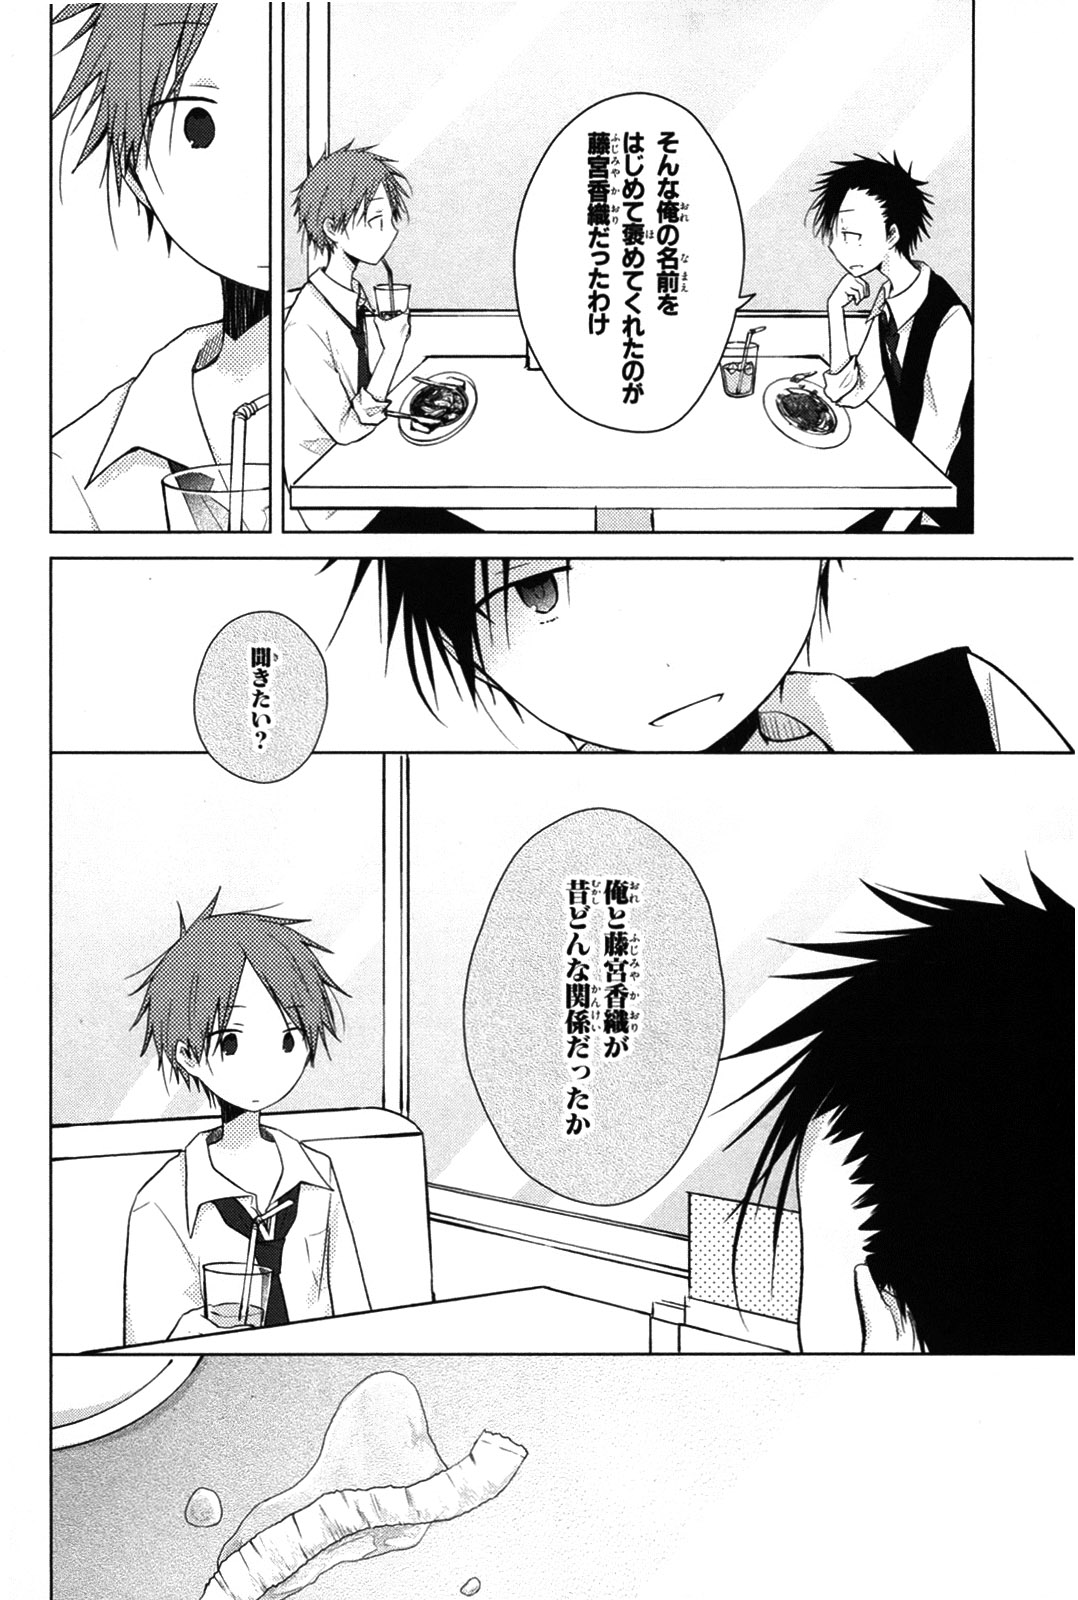 そんな俺の名前を
はじめて褒めてくれたのが
藤宮香織だったわけ
聞きたい?
俺と藤宮香織が
昔どんな関係だったか